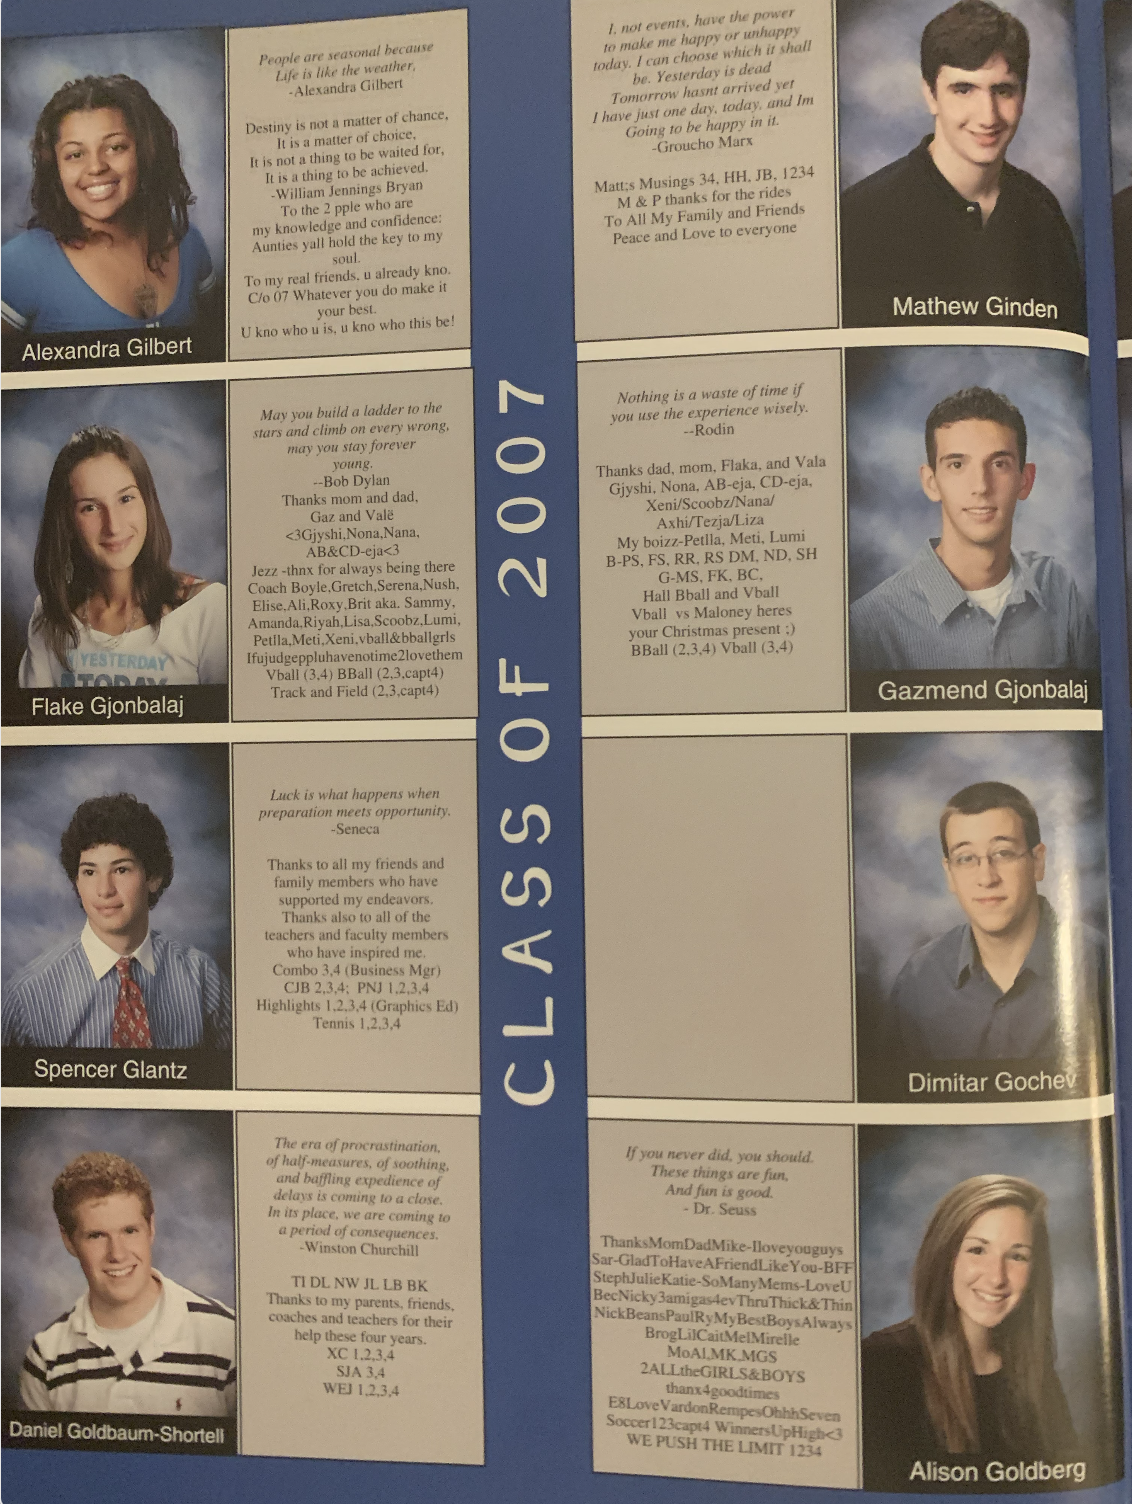 People are seasonal because
Life is like the weather,
-Alexandra Gilbert
Destiny is not a matter of chance,
It is a matter of choice,
It is not a thing to be waited for,
It is a thing to be achieved.
-William Jennings Bryan
To the 2 pple who are
my knowledge and confidence:
Aunties yall hold the key to my
soul.
To my real friends, u already kno.
C/o 07 Whatever you do make it
your best.
U kno who u is, u kno who this be!
Alexandra Gilbert
May you build a ladder to the
stars and climb on every wrong,
may you stay forever
young.
--Bob Dylan
Thanks mom and dad,
Gaz and Valë
<3Gjyshi,Nona,Nana,
AB&CD-eja<3
Jezz -thnx for always being there
Coach Boyle,Gretch,Serena,Nush,
Elise,Ali,Roxy,Brit aka. Sammy,
Amanda,Riyah,Lisa,Scoobz,Lumi,
Petlla,Meti,Xeni,vball&bballgrls
Ifujudgeppluhavenotime2lovethem
Vball (3,4) BBall (2,3,capt4)
Track and Field (2,3,capt4)
YESTERDAY
TODAY
Flake Gjonbalaj
Luck is what happens when
preparation meets opportunity.
-Seneca
Thanks to all my friends and
family members who have
supported my endeavors.
Thanks also to all of the
teachers and faculty members
who have inspired me.
Combo 3,4 (Business Mgr)
CJB 2,3,4; PNJ 1,2,3,4
Highlights 1,2,3,4 (Graphics Ed)
Tennis 1,2,3,4
Spencer Glantz
The era of procrastination,
of half-measures, of soothing,
and baffling expedience of
delays is coming to a close.
In its place, we are coming to
a period of consequences.
-Winston Churchill
TI DL NW JL LB BK
Thanks to my parents, friends,
coaches and teachers for their
help these four years.
XC 1,2,3,4
SJA 3,4
WEJ 1,2,3,4
Daniel Goldbaum-Shortell
CLASS OF 2007
I, not events, have the power
to make me happy or unhappy
today. I can choose which it shall
be. Yesterday is dead
Tomorrow hasnt arrived yet
I have just one day, today, and Im
Going to be happy in it.
-Groucho Marx
Matt;s Musings 34, HH, JB, 1234
M & P thanks for the rides
To All My Family and Friends
Peace and Love to everyone
Mathew Ginden
Nothing is a waste of time if
you use the experience wisely.
--Rodin
Thanks dad, mom, Flaka, and Vala
Gjyshi, Nona, AB-eja, CD-eja,
Xeni/Scoobz/Nana/
Axhi/Tezja/Liza
My boizz-Petlla, Meti, Lumi
B-PS, FS, RR, RS DM, ND, SH
G-MS, FK, BC,
Hall Bball and Vball
Vball vs Maloney heres
your Christmas present ;)
BBall (2,3,4) Vball (3,4)
Gazmend Gjonbalaj
Dimitar Gochev
If you never did, you should.
These things are fun,
And fun is good.
- Dr. Seuss
ThanksMomDadMike-Iloveyouguys
Sar-GladToHaveAFriendLikeYou-BFF
StephJulieKatie-SoManyMems-LoveU
BecNicky3amigas4evThruThick&Thin
NickBeansPaulRyMyBestBoysAlways
BrogLilCaitMelMirelle
MoAl,MK,MGS
2ALLtheGIRLS&BOYS
thanx4goodtimes
E8LoveVardonRempesOhhhSeven
Soccer123capt4 WinnersUpHigh<3
WE PUSH THE LIMIT 1234
Alison Goldberg